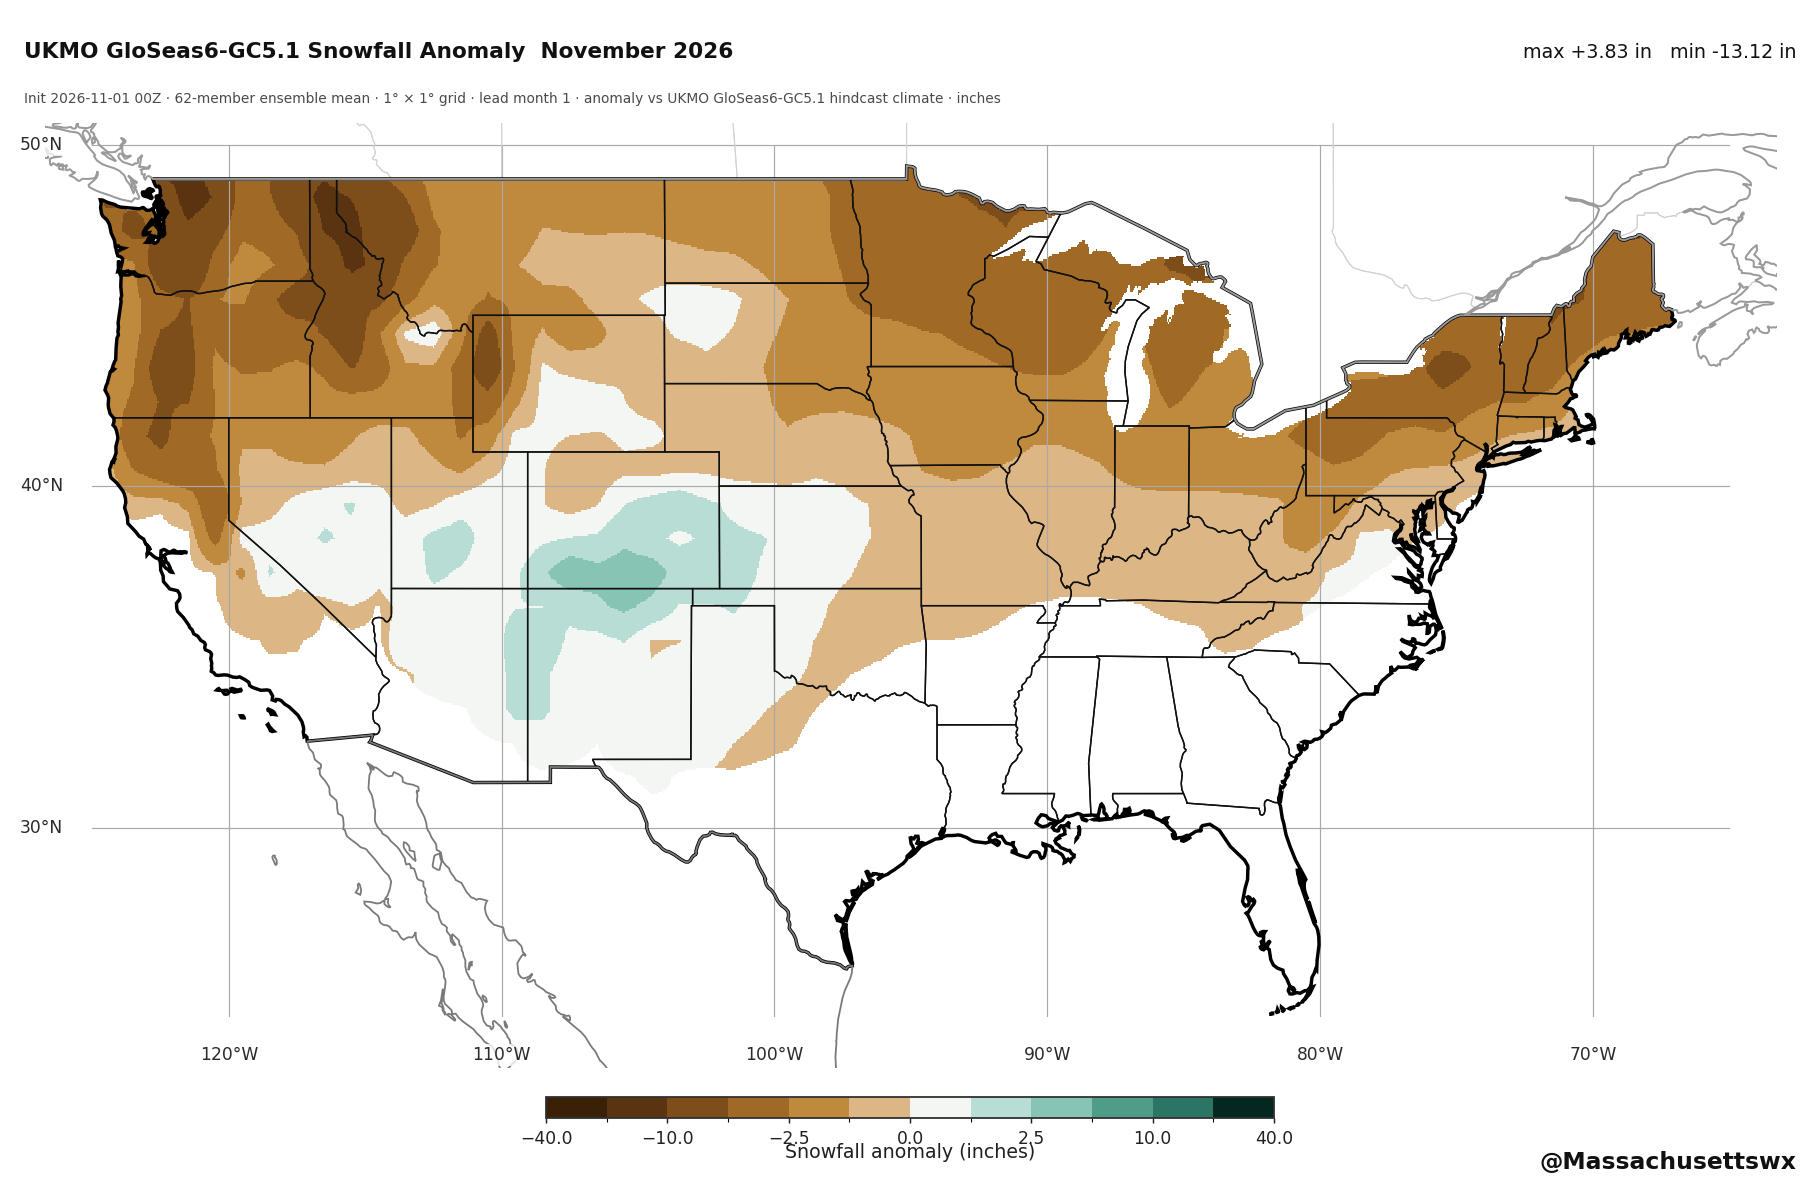 UKMO GloSeas6-GC5.1 Snowfall Anomaly  November 2026
max +3.83 in   min -13.12 in
Init 2026-11-01 00Z · 62-member ensemble mean · 1° × 1° grid · lead month 1 · anomaly vs UKMO GloSeas6-GC5.1 hindcast climate · inches
50°N
40°N
30°N
120°W 110°W 100°W 90°W 80°W 70°W
−40.0 −10.0 −2.5 0.0 2.5 10.0 40.0
Snowfall anomaly (inches)
@Massachusettswx